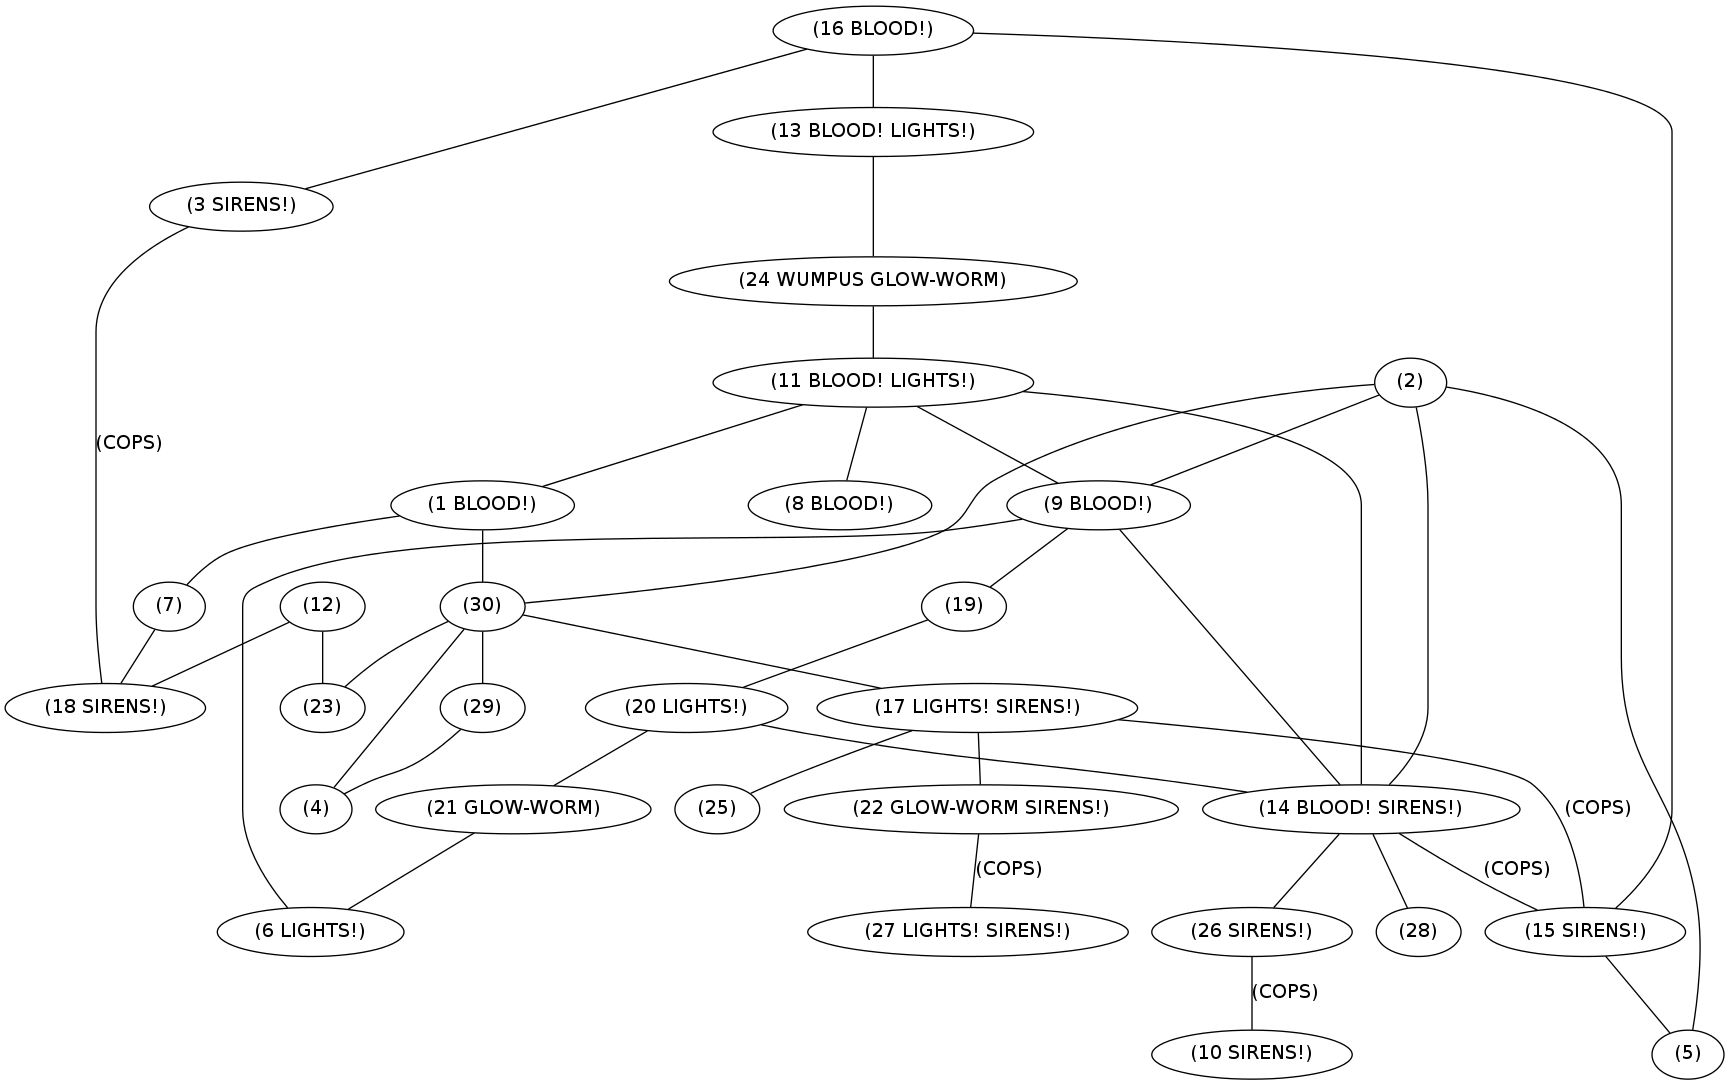 (16 BLOOD!)
(13 BLOOD! LIGHTS!)
(3 SIRENS!)
(24 WUMPUS GLOW-WORM)
(11 BLOOD! LIGHTS!)
(2)
(COPS)
(1 BLOOD!)
(8 BLOOD!)
(9 BLOOD!)
(7)
(12)
(30)
(19)
(18 SIRENS!)
(23)
(29)
(20 LIGHTS!)
(17 LIGHTS! SIRENS!)
(4)
(21 GLOW-WORM)
(25)
(22 GLOW-WORM SIRENS!)
(14 BLOOD! SIRENS!)
(COPS)
(COPS)
(COPS)
(6 LIGHTS!)
(27 LIGHTS! SIRENS!)
(26 SIRENS!)
(28)
(15 SIRENS!)
(COPS)
(10 SIRENS!)
(5)